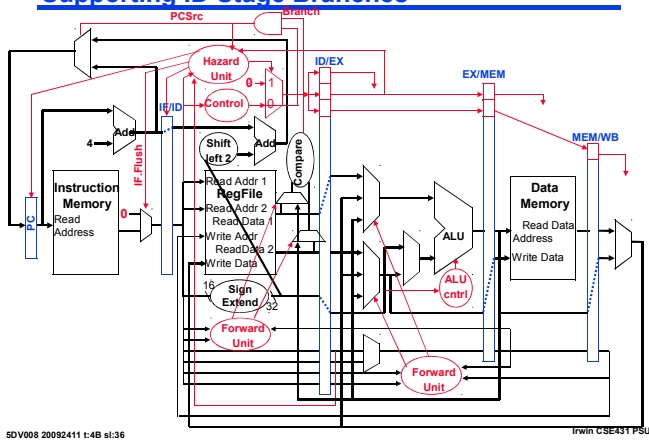 Supporting ID Stage Branches
PCSrc
Branch
Hazard
Unit
ID/EX
0
1
0
EX/MEM
IF/ID
Control
Add
4
MEM/WB
Shift
left 2
Add
Compare
IF.Flush
Instruction
Memory
Read
Address
PC
0
Read Addr 1
RegFile
Read Addr 2
Read Data 1
Write Addr
ReadData 2
Write Data
ALU
Data
Memory
Read Data
Address
Write Data
16
Sign
Extend
32
ALU
cntrl
Forward
Unit
Forward
Unit
5DV008 20092411 t:4B sl:36
Irwin CSE431 PSU